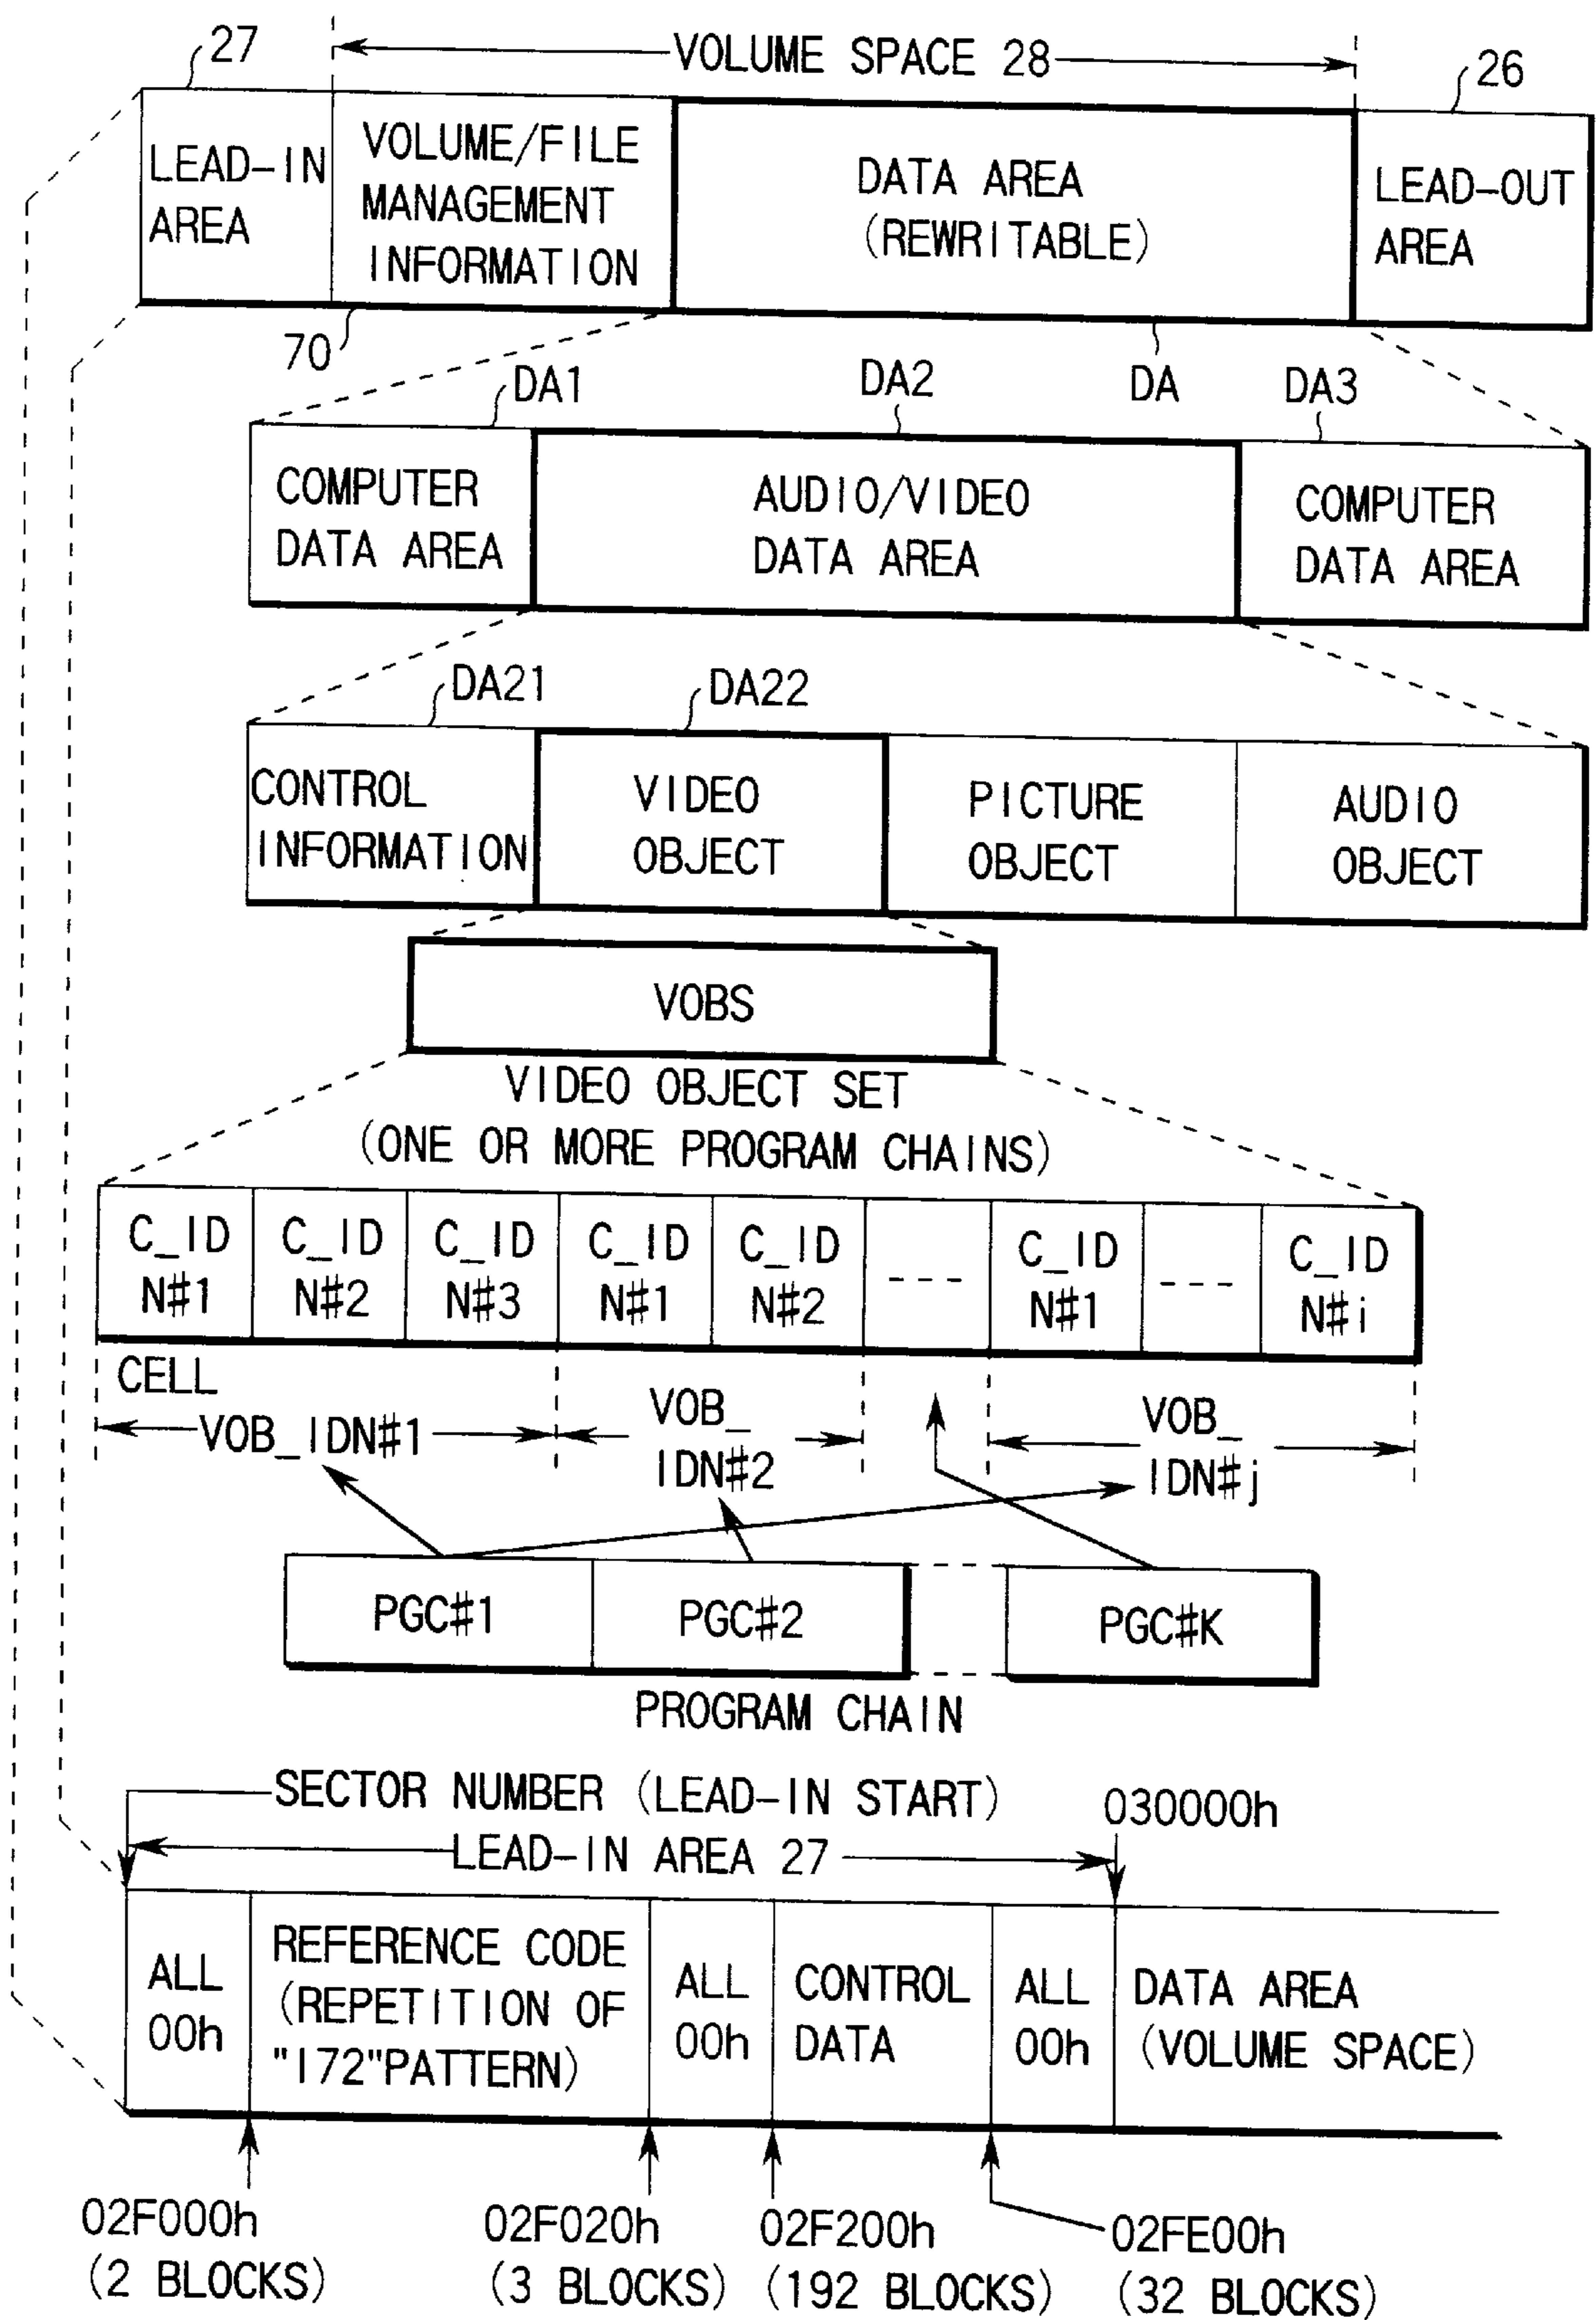 27
VOLUME SPACE 28
26
LEAD-IN
AREA
VOLUME/FILE
MANAGEMENT
INFORMATION
DATA AREA
(REWRITABLE)
LEAD-OUT
AREA
70
DA1
DA2
DA
DA3
COMPUTER
DATA AREA
AUDIO/VIDEO
DATA AREA
COMPUTER
DATA AREA
DA21
DA22
CONTROL
INFORMATION
VIDEO
OBJECT
PICTURE
OBJECT
AUDIO
OBJECT
VOBS
VIDEO OBJECT SET
(ONE OR MORE PROGRAM CHAINS)
C_ID
N#1
C_ID
N#2
C_ID
N#3
C_ID
N#1
C_ID
N#2
----
C_ID
N#1
----
C_ID
N#i
CELL
VOB_IDN#1
VOB_
IDN#2
VOB_
IDN#j
PGC#1
PGC#2
PGC#K
PROGRAM CHAIN
SECTOR NUMBER (LEAD-IN START)
030000h
LEAD-IN AREA 27
ALL
00h
REFERENCE CODE
(REPETITION OF
"172"PATTERN)
ALL
00h
CONTROL
DATA
ALL
00h
DATA AREA
(VOLUME SPACE)
02F000h
(2 BLOCKS)
02F020h
(3 BLOCKS)
02F200h
(192 BLOCKS)
02FE00h
(32 BLOCKS)